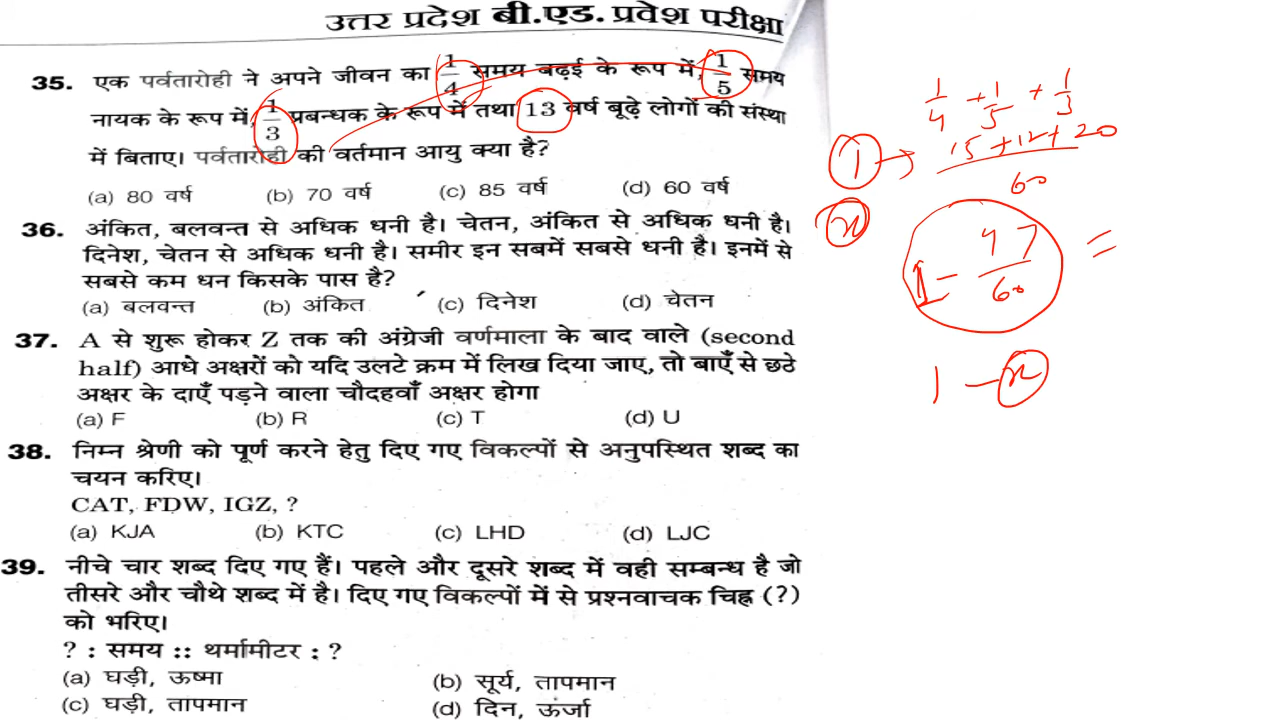 उत्तर प्रदेश बी.एड. प्रवेश परीक्षा
35. एक पर्वतारोही ने अपने जीवन का 1/4 समय बढ़ई के रूप में, 1/5 समय
नायक के रूप में, 1/3 प्रबन्धक के रूप में तथा 13 वर्ष बूढ़े लोगों की संस्था
में बिताए। पर्वतारोही की वर्तमान आयु क्या है?
(a) 80 वर्ष (b) 70 वर्ष (c) 85 वर्ष (d) 60 वर्ष
36. अंकित, बलवन्त से अधिक धनी है। चेतन, अंकित से अधिक धनी है।
दिनेश, चेतन से अधिक धनी है। समीर इन सबमें सबसे धनी है। इनमें से
सबसे कम धन किसके पास है?
(a) बलवन्त (b) अंकित (c) दिनेश (d) चेतन
37. A से शुरू होकर Z तक की अंग्रेजी वर्णमाला के बाद वाले (second
half) आधे अक्षरों को यदि उलटे क्रम में लिख दिया जाए, तो बाएँ से छठे
अक्षर के दाएँ पड़ने वाला चौदहवाँ अक्षर होगा
(a) F (b) R (c) T (d) U
38. निम्न श्रेणी को पूर्ण करने हेतु दिए गए विकल्पों से अनुपस्थित शब्द का
चयन करिए।
CAT, FDW, IGZ, ?
(a) KJA (b) KTC (c) LHD (d) LJC
39. नीचे चार शब्द दिए गए हैं। पहले और दूसरे शब्द में वही सम्बन्ध है जो
तीसरे और चौथे शब्द में है। दिए गए विकल्पों में से प्रश्नवाचक चिह्न (?)
को भरिए।
? : समय :: थर्मामीटर : ?
(a) घड़ी, ऊष्मा (b) सूर्य, तापमान
(c) घड़ी, तापमान (d) दिन, ऊर्जा
1/4 + 1/5 + 1/3
1 → 15 + 12 + 20
60
x
1 - 47/60 =
1 - x